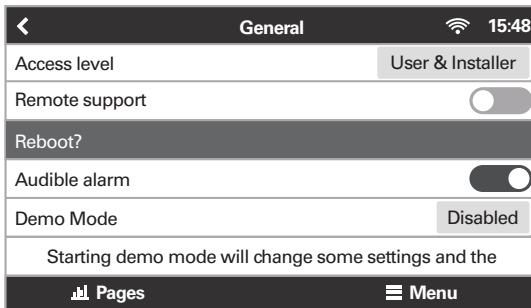 General 15:48
Access level User & Installer
Remote support
Reboot?
Audible alarm
Demo Mode Disabled
Starting demo mode will change some settings and the
Pages Menu